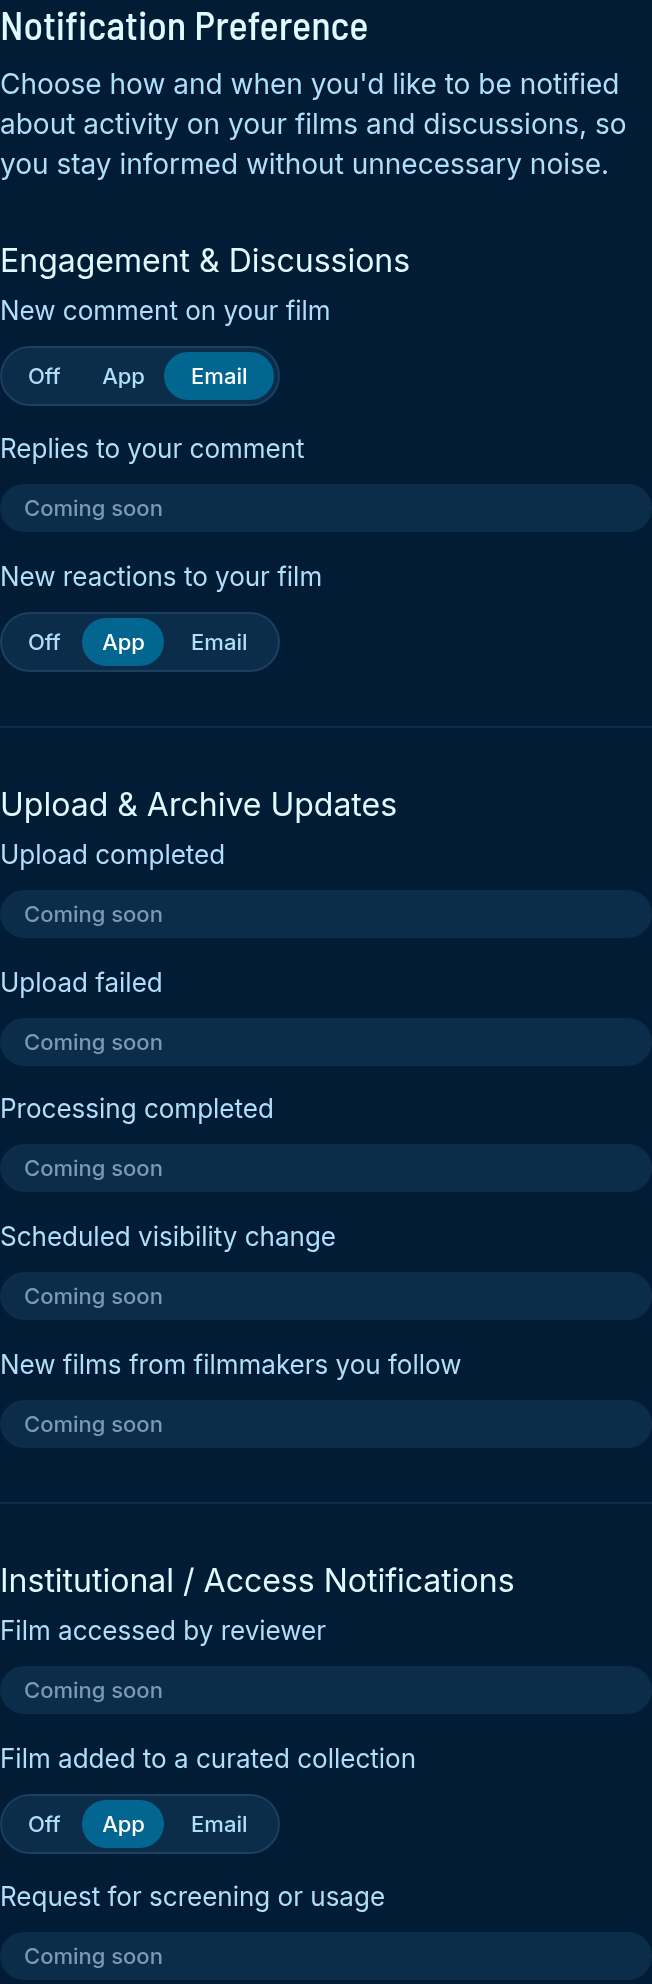 Notification Preference
Choose how and when you'd like to be notified
about activity on your films and discussions, so
you stay informed without unnecessary noise.
Engagement & Discussions
New comment on your film
Off App Email
Replies to your comment
Coming soon
New reactions to your film
Off App Email
Upload & Archive Updates
Upload completed
Coming soon
Upload failed
Coming soon
Processing completed
Coming soon
Scheduled visibility change
Coming soon
New films from filmmakers you follow
Coming soon
Institutional / Access Notifications
Film accessed by reviewer
Coming soon
Film added to a curated collection
Off App Email
Request for screening or usage
Coming soon